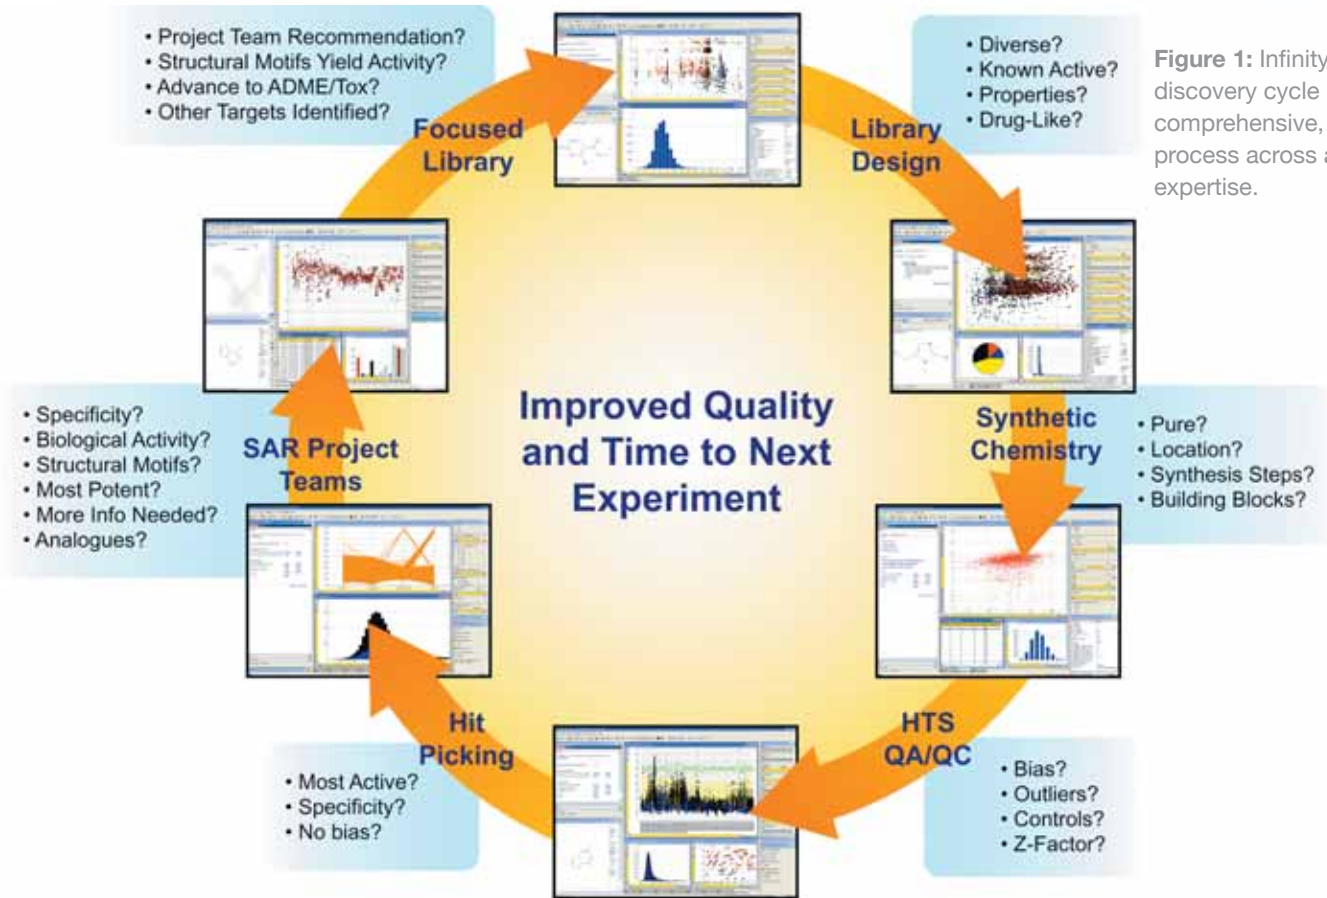 • Project Team Recommendation?
• Structural Motifs Yield Activity?
• Advance to ADME/Tox?
• Other Targets Identified?
Focused
Library
Library
Design
• Diverse?
• Known Active?
• Properties?
• Drug-Like?
Figure 1: Infinity
discovery cycle
comprehensive,
process across a
expertise.
Synthetic
Chemistry
• Pure?
• Location?
• Synthesis Steps?
• Building Blocks?
HTS
QA/QC
• Bias?
• Outliers?
• Controls?
• Z-Factor?
Hit
Picking
• Most Active?
• Specificity?
• No bias?
SAR Project
Teams
• Specificity?
• Biological Activity?
• Structural Motifs?
• Most Potent?
• More Info Needed?
• Analogues?
Improved Quality
and Time to Next
Experiment